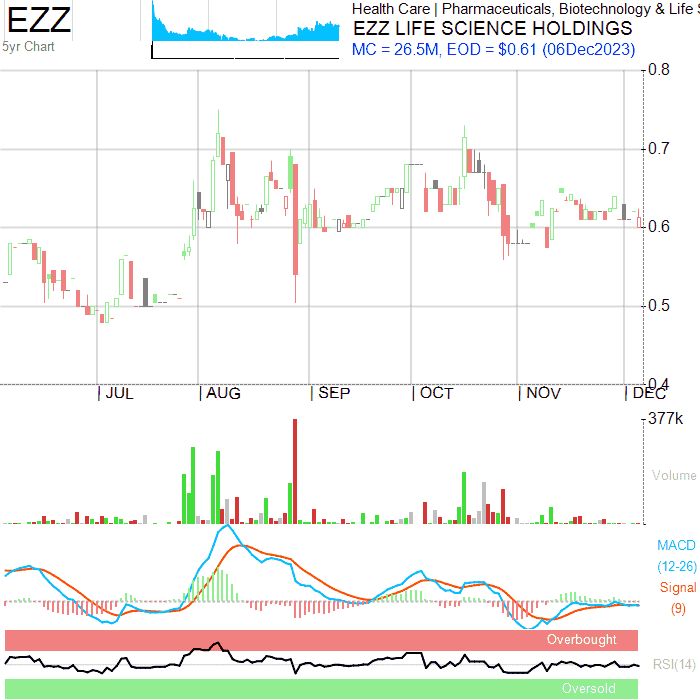 EZZ
5yr Chart
Health Care | Pharmaceuticals, Biotechnology & Life S
EZZ LIFE SCIENCE HOLDINGS
MC = 26.5M, EOD = $0.61 (06Dec2023)
0.8
0.7
0.6
0.5
0.4
| JUL | AUG | SEP | OCT | NOV | DEC
377k
Volume
MACD
(12-26)
Signal
(9)
Overbought
RSI(14)
Oversold